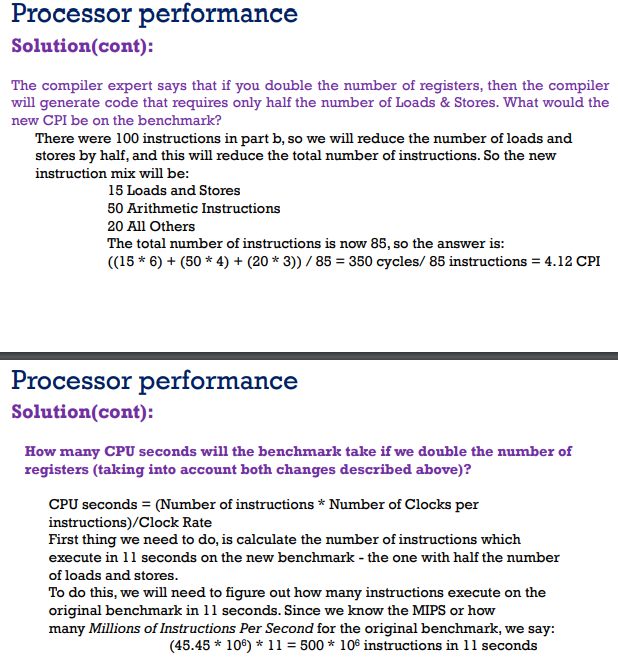 Processor performance
Solution(cont):
The compiler expert says that if you double the number of registers, then the compiler
will generate code that requires only half the number of Loads & Stores. What would the
new CPI be on the benchmark?
There were 100 instructions in part b, so we will reduce the number of loads and
stores by half, and this will reduce the total number of instructions. So the new
instruction mix will be:
15 Loads and Stores
50 Arithmetic Instructions
20 All Others
The total number of instructions is now 85, so the answer is:
((15 * 6) + (50 * 4) + (20 * 3)) / 85 = 350 cycles/ 85 instructions = 4.12 CPI
Processor performance
Solution(cont):
How many CPU seconds will the benchmark take if we double the number of
registers (taking into account both changes described above)?
CPU seconds = (Number of instructions * Number of Clocks per
instructions)/Clock Rate
First thing we need to do, is calculate the number of instructions which
execute in 11 seconds on the new benchmark - the one with half the number
of loads and stores.
To do this, we will need to figure out how many instructions execute on the
original benchmark in 11 seconds. Since we know the MIPS or how
many Millions of Instructions Per Second for the original benchmark, we say:
(45.45 * 10⁶) * 11 = 500 * 10⁶ instructions in 11 seconds